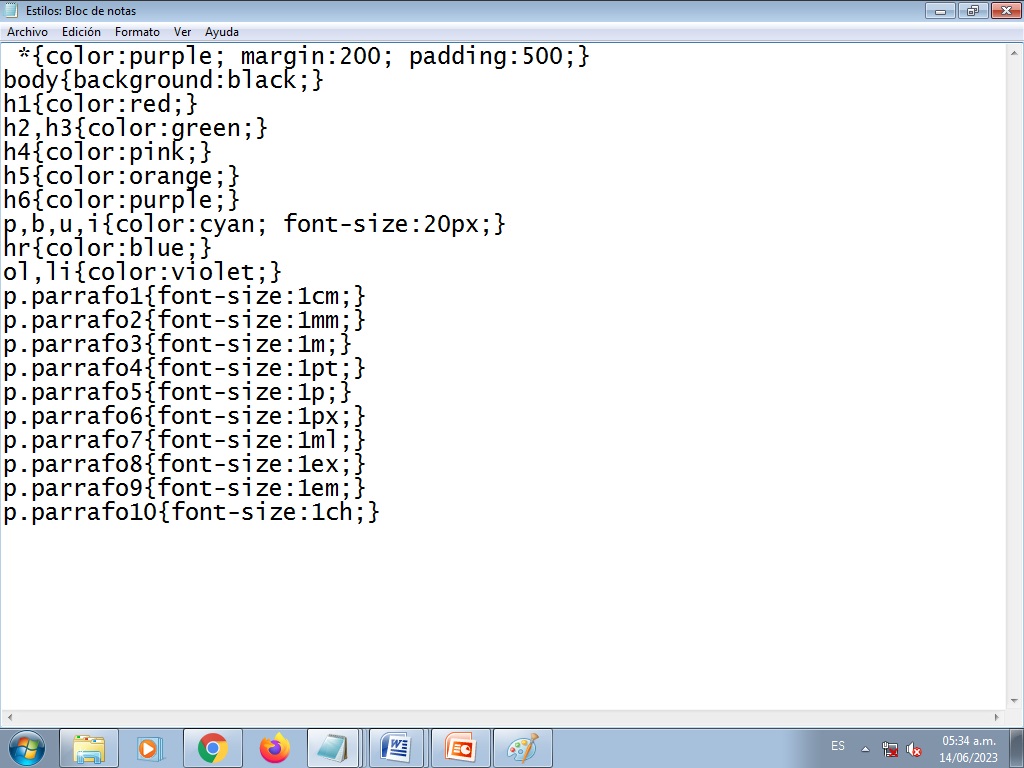 Estilos: Bloc de notas
Archivo Edición Formato Ver Ayuda
*{color:purple; margin:200; padding:500;}
body{background:black;}
h1{color:red;}
h2,h3{color:green;}
h4{color:pink;}
h5{color:orange;}
h6{color:purple;}
p,b,u,i{color:cyan; font-size:20px;}
hr{color:blue;}
ol,li{color:violet;}
p.parrafo1{font-size:1cm;}
p.parrafo2{font-size:1mm;}
p.parrafo3{font-size:1m;}
p.parrafo4{font-size:1pt;}
p.parrafo5{font-size:1p;}
p.parrafo6{font-size:1px;}
p.parrafo7{font-size:1ml;}
p.parrafo8{font-size:1ex;}
p.parrafo9{font-size:1em;}
p.parrafo10{font-size:1ch;}
ES
05:34 a.m.
14/06/2023